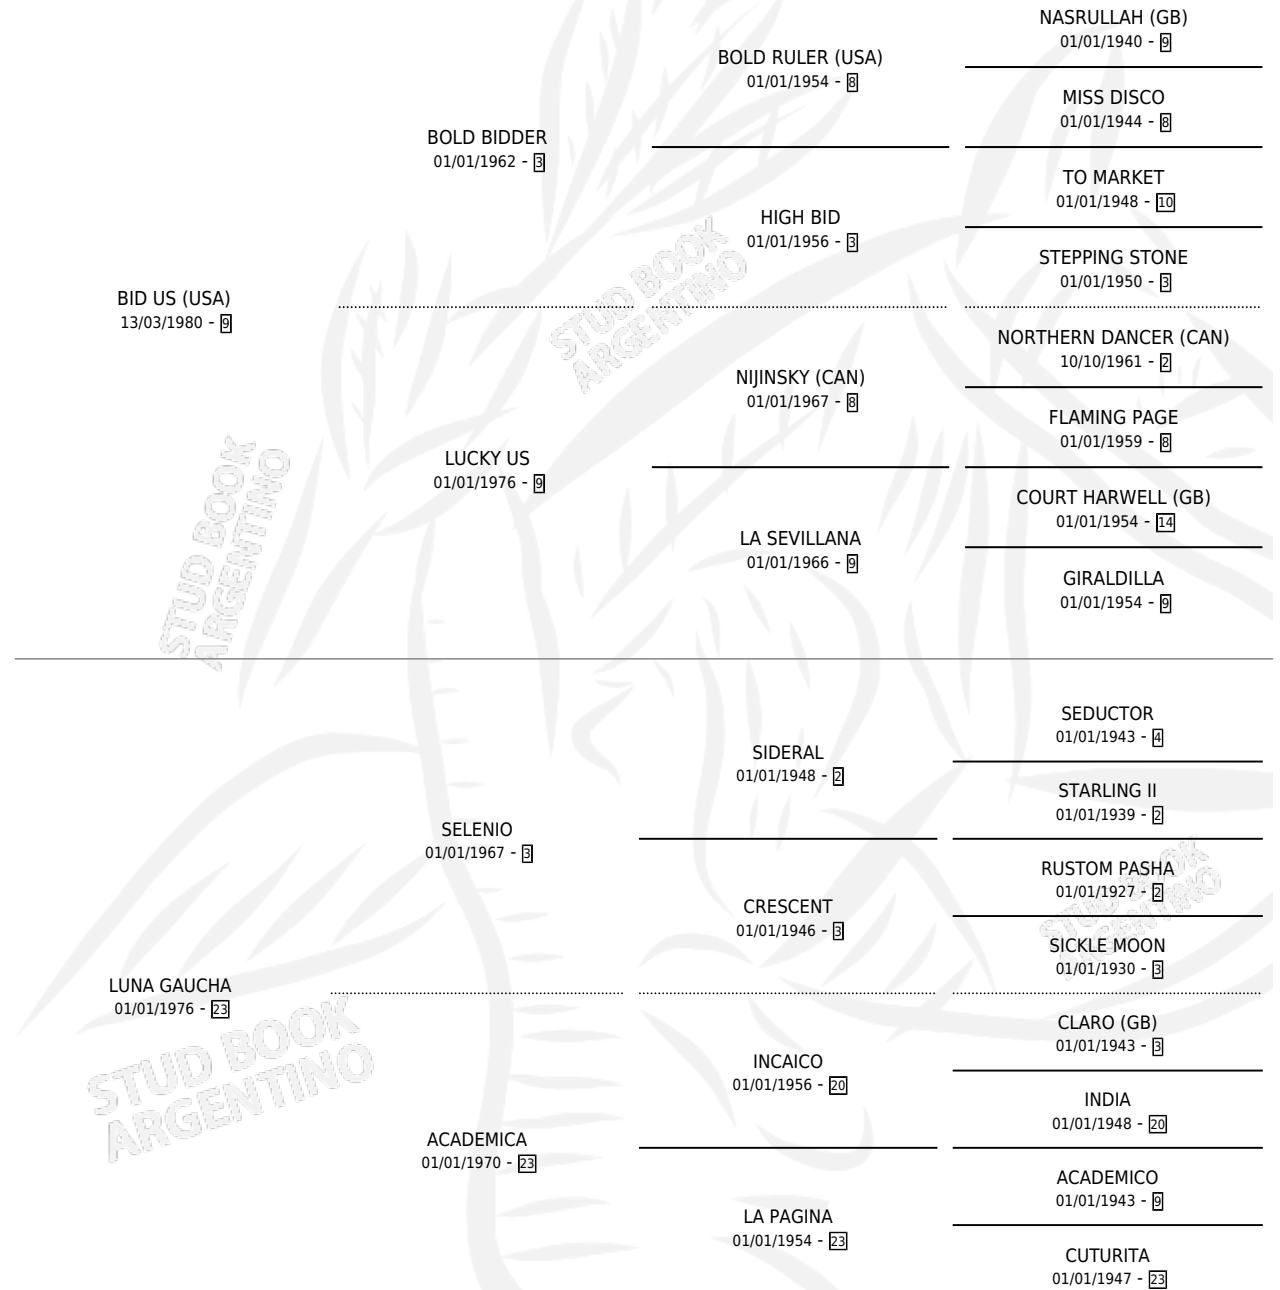 NASRULLAH (GB)
01/01/1940 - 9
BOLD RULER (USA)
01/01/1954 - 8
MISS DISCO
01/01/1944 - 8
BOLD BIDDER
01/01/1962 - 3
TO MARKET
01/01/1948 - 10
HIGH BID
01/01/1956 - 3
STEPPING STONE
01/01/1950 - 3
BID US (USA)
13/03/1980 - 9
NORTHERN DANCER (CAN)
10/10/1961 - 2
NIJINSKY (CAN)
01/01/1967 - 8
FLAMING PAGE
01/01/1959 - 8
LUCKY US
01/01/1976 - 9
COURT HARWELL (GB)
01/01/1954 - 14
LA SEVILLANA
01/01/1966 - 9
GIRALDILLA
01/01/1954 - 9
SEDUCTOR
01/01/1943 - 4
SIDERAL
01/01/1948 - 2
STARLING II
01/01/1939 - 2
SELENIO
01/01/1967 - 3
RUSTOM PASHA
01/01/1927 - 2
CRESCENT
01/01/1946 - 3
SICKLE MOON
01/01/1930 - 3
LUNA GAUCHA
01/01/1976 - 23
CLARO (GB)
01/01/1943 - 3
INCAICO
01/01/1956 - 20
INDIA
01/01/1948 - 20
ACADEMICA
01/01/1970 - 23
ACADEMICO
01/01/1943 - 9
LA PAGINA
01/01/1954 - 23
CUTURITA
01/01/1947 - 23
STUD BOOK
ARGENTINO
STUD BOOK
ARGENTINO
STUD BOOK
ARGENTINO
STUD BOOK
ARGENTINO